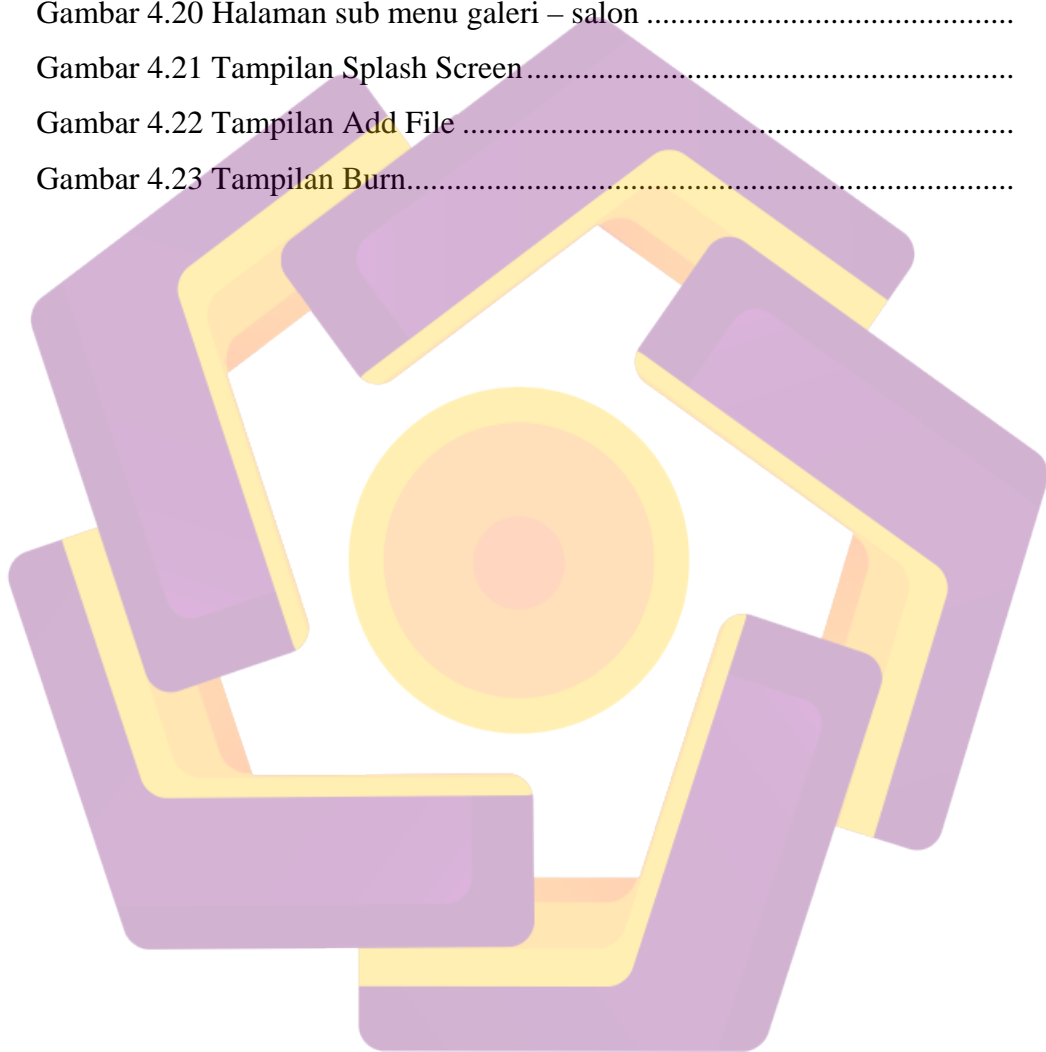 Gambar 4.20 Halaman sub menu galeri – salon ..............................................
Gambar 4.21 Tampilan Splash Screen.............................................................
Gambar 4.22 Tampilan Add File .....................................................................
Gambar 4.23 Tampilan Burn............................................................................